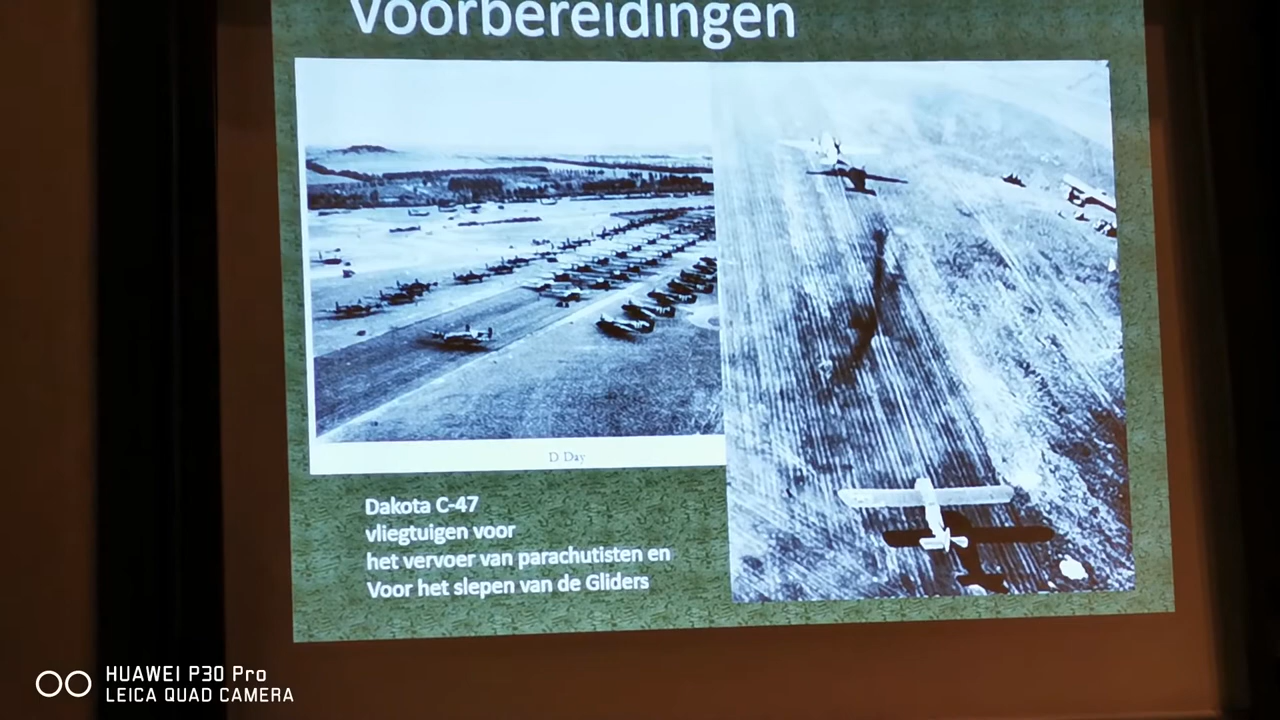 Voorbereidingen
D Day
Dakota C-47
vliegtuigen voor
het vervoer van parachutisten en
Voor het slepen van de Gliders
HUAWEI P30 Pro
LEICA QUAD CAMERA